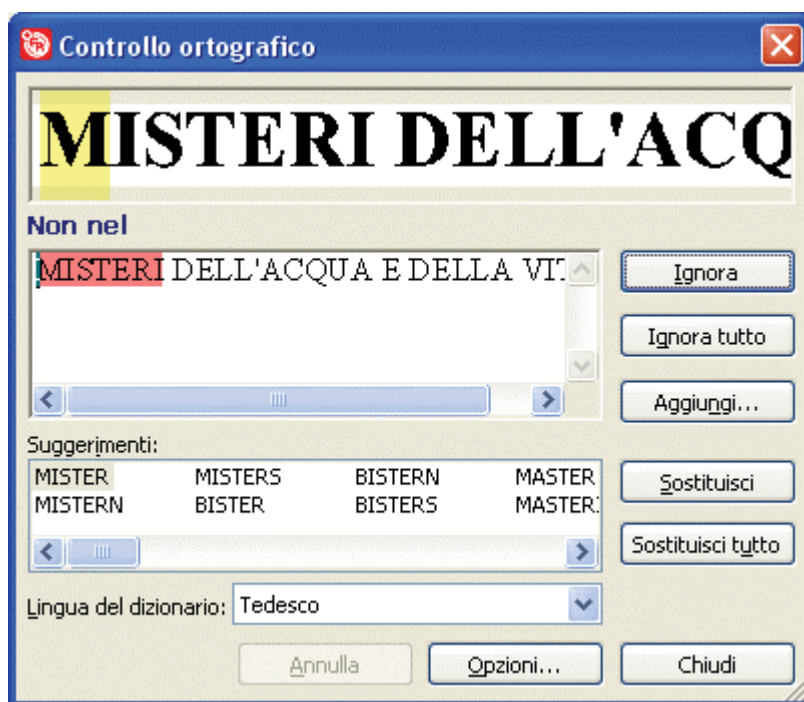 Controllo ortografico
MISTERI DELL'ACQ
Non nel
MISTERI DELL'ACQUA E DELLA VIT
Ignora
Ignora tutto
Aggiungi...
Suggerimenti:
MISTER MISTERS BISTERN MASTER
MISTERN BISTER BISTERS MASTER
Sostituisci
Sostituisci tutto
Lingua del dizionario: Tedesco
Annulla Opzioni... Chiudi